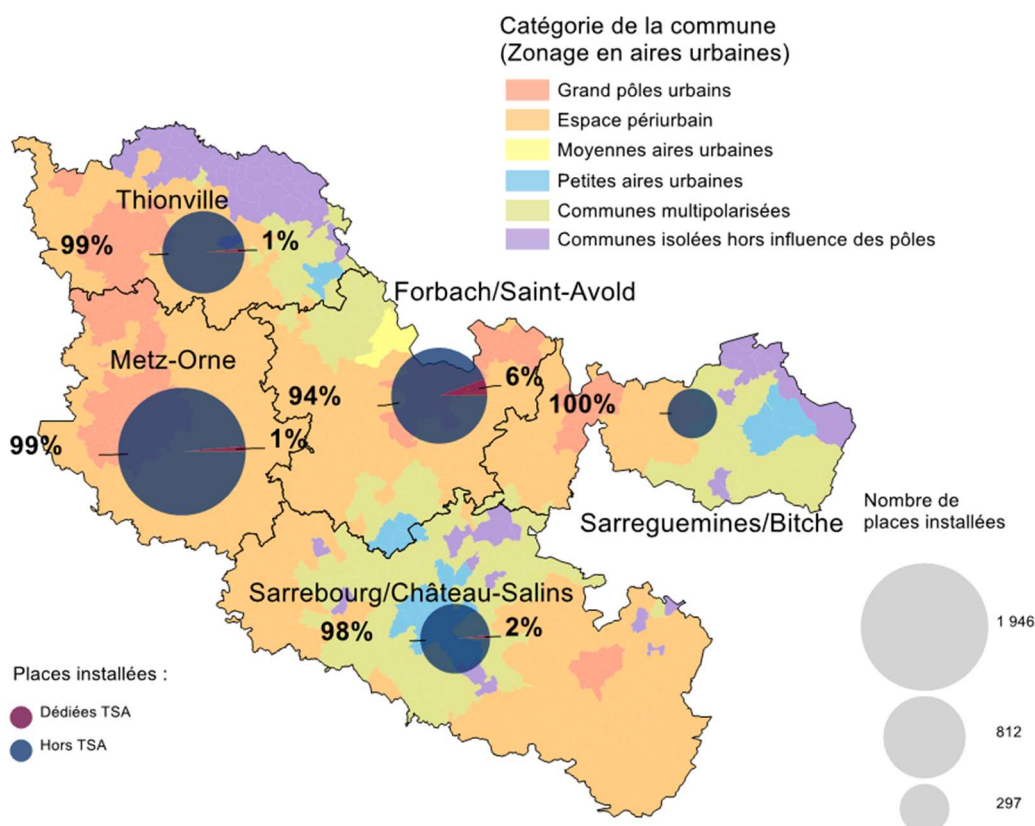 Catégorie de la commune
(Zonage en aires urbaines)
Grand pôles urbains
Espace périurbain
Moyennes aires urbaines
Petites aires urbaines
Communes multipolarisées
Communes isolées hors influence des pôles
Thionville
99%
1%
Forbach/Saint-Avold
Metz-Orne
94%
6%
100%
99%
1%
Sarreguemines/Bitche
Sarrebourg/Château-Salins
98%
2%
Places installées :
Dédiées TSA
Hors TSA
Nombre de
places installées
1 946
812
297